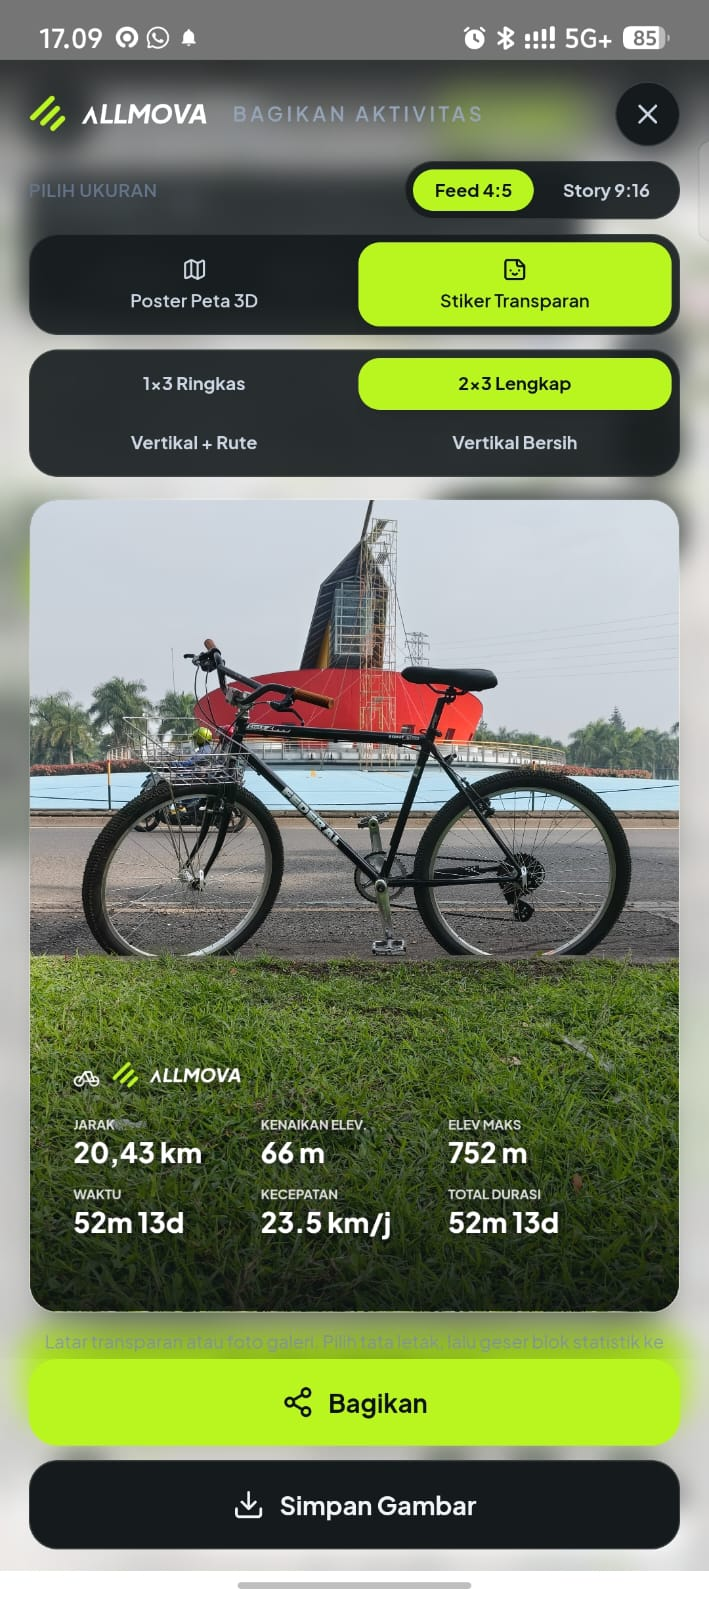 17.09 5G+ 85
ALLMOVA BAGIKAN AKTIVITAS
PILIH UKURAN Feed 4:5 Story 9:16
Poster Peta 3D Stiker Transparan
1×3 Ringkas 2×3 Lengkap
Vertikal + Rute Vertikal Bersih
FEDERAL
ALLMOVA
JARAK KENAIKAN ELEV. ELEV MAKS
20,43 km 66 m 752 m
WAKTU KECEPATAN TOTAL DURASI
52m 13d 23.5 km/j 52m 13d
Latar transparan atau foto galeri. Pilih tata letak, lalu geser blok statistik ke
Bagikan
Simpan Gambar